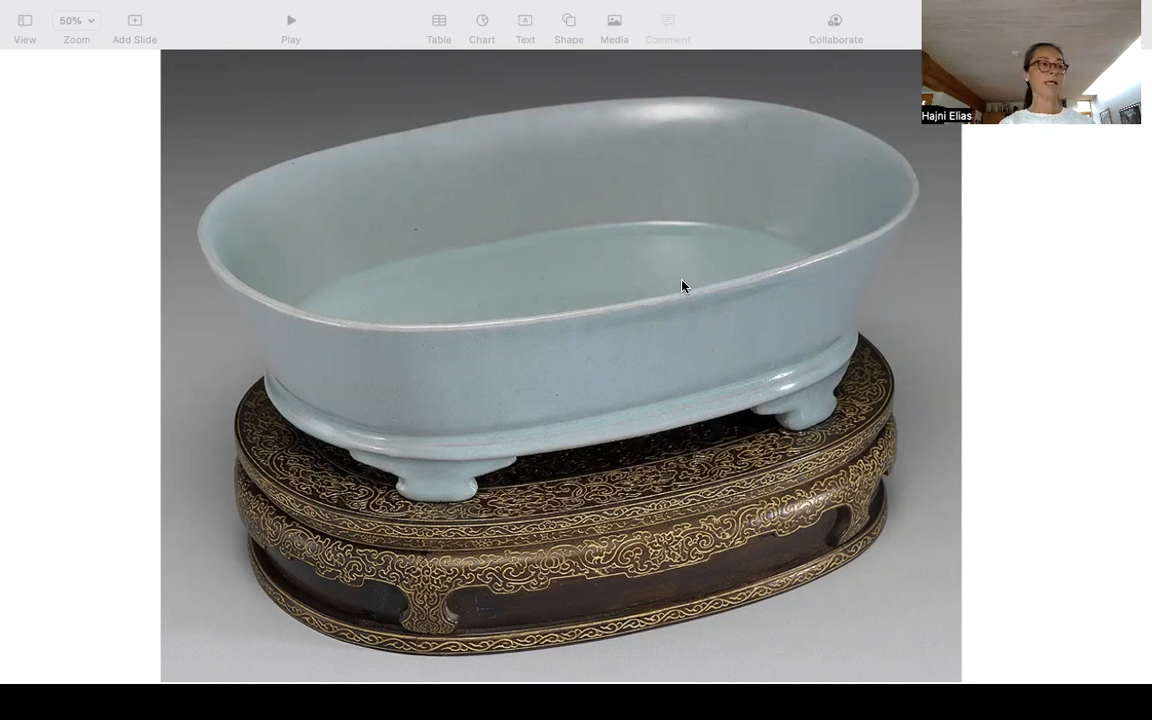 50%
View
Zoom
Add Slide
Play
Table
Chart
Text
Shape
Media
Comment
Collaborate
Hajni Elias